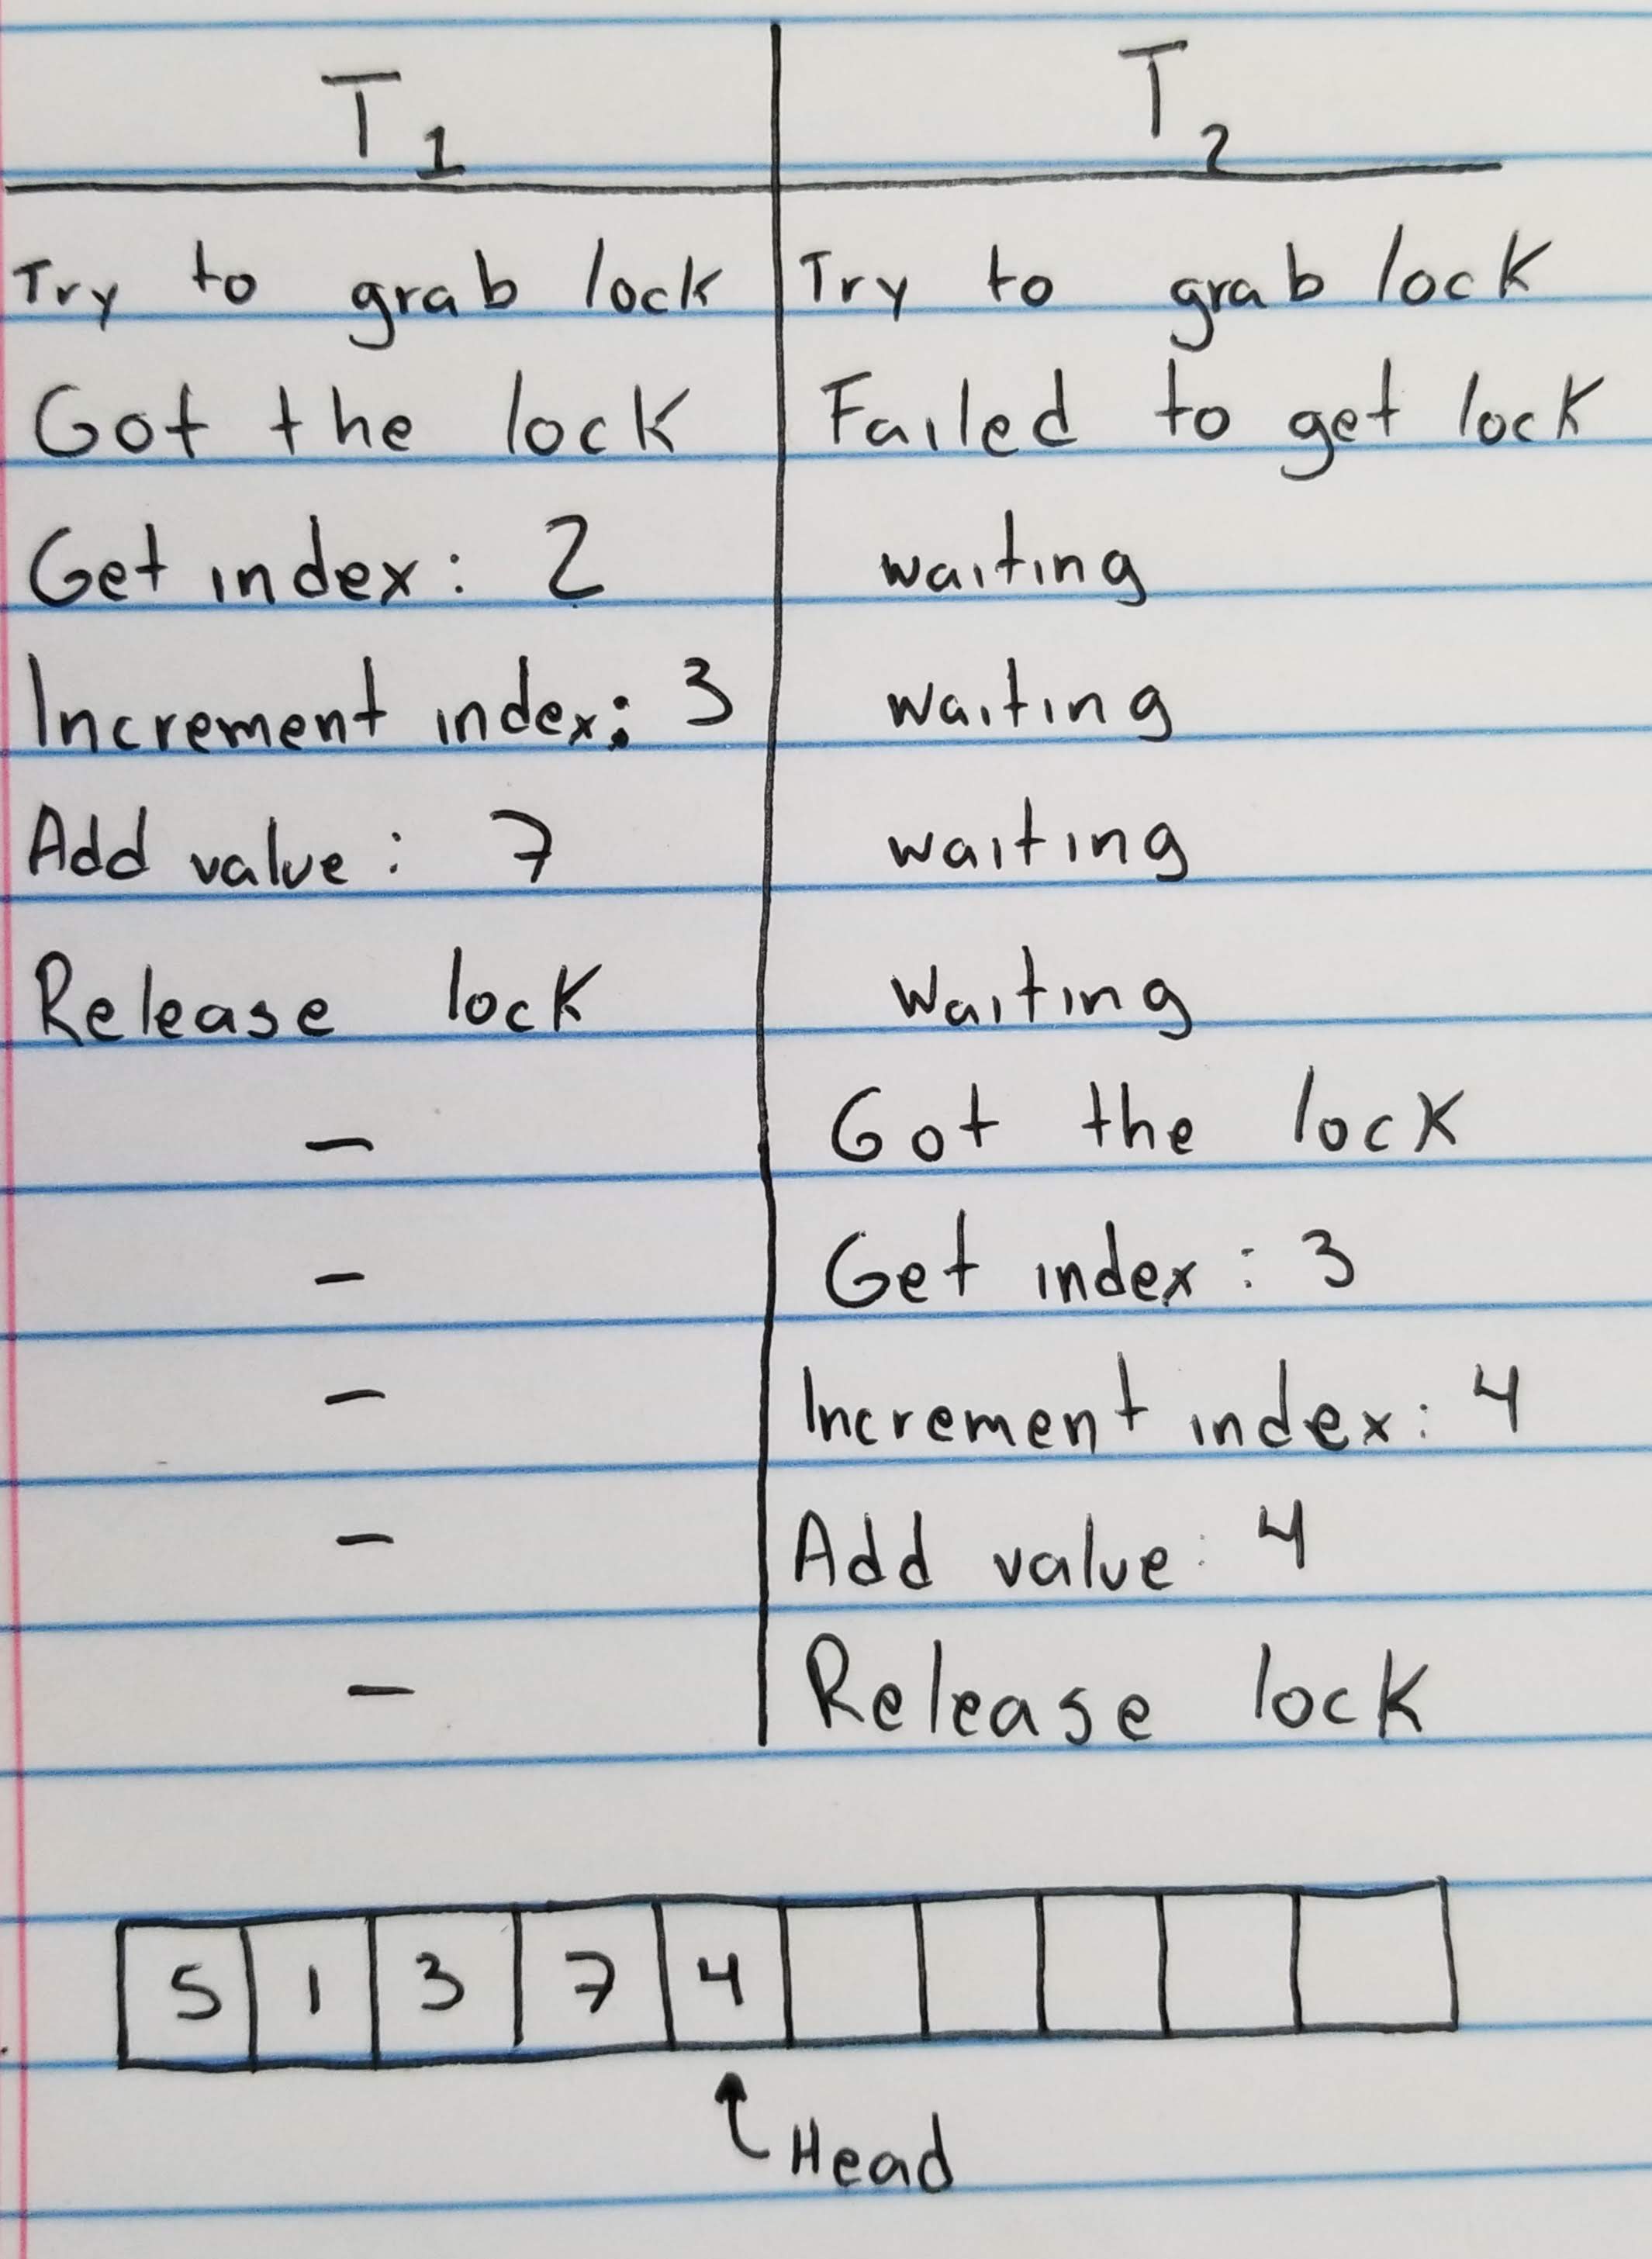 T1 T2
Try to grab lock Try to grab lock
Got the lock Failed to get lock
Get index: 2 waiting
Increment index: 3 waiting
Add value: 7 waiting
Release lock waiting
- Got the lock
- Get index: 3
- Increment index: 4
- Add value: 4
- Release lock
5 1 3 7 4
Head